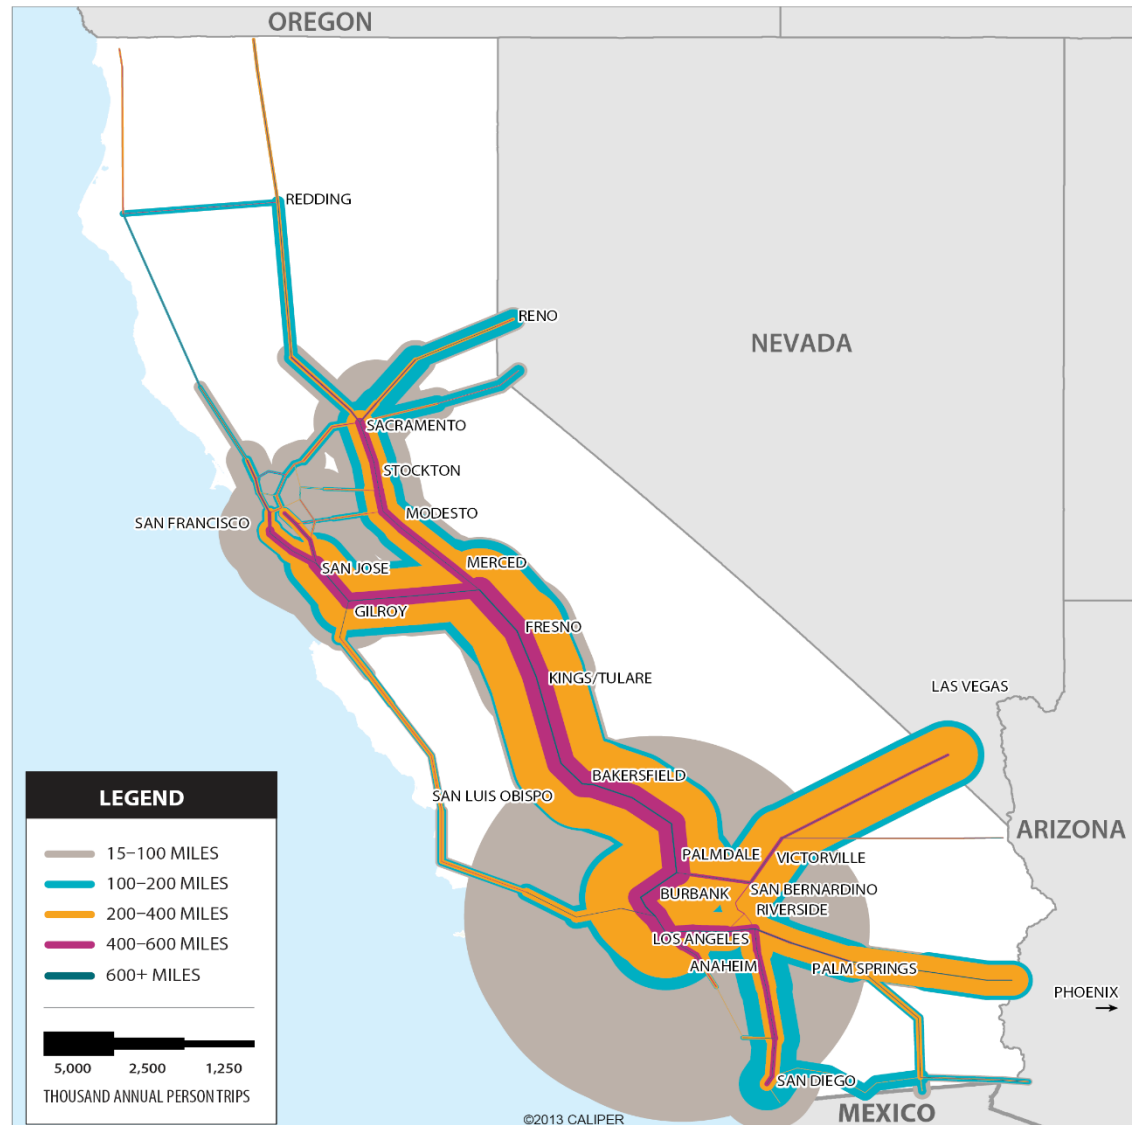 OREGON
REDDING
RENO
NEVADA
SACRAMENTO
STOCKTON
MODESTO
SAN FRANCISCO
MERCED
SAN JOSE
GILROY
FRESNO
KINGS/TULARE
LAS VEGAS
BAKERSFIELD
SAN LUIS OBISPO
ARIZONA
PALMDALE
VICTORVILLE
BURBANK
SAN BERNARDINO
RIVERSIDE
LOS ANGELES
ANAHEIM
PALM SPRINGS
PHOENIX
SAN DIEGO
MEXICO
LEGEND
15–100 MILES
100–200 MILES
200–400 MILES
400–600 MILES
600+ MILES
5,000 2,500 1,250
THOUSAND ANNUAL PERSON TRIPS
©2013 CALIPER